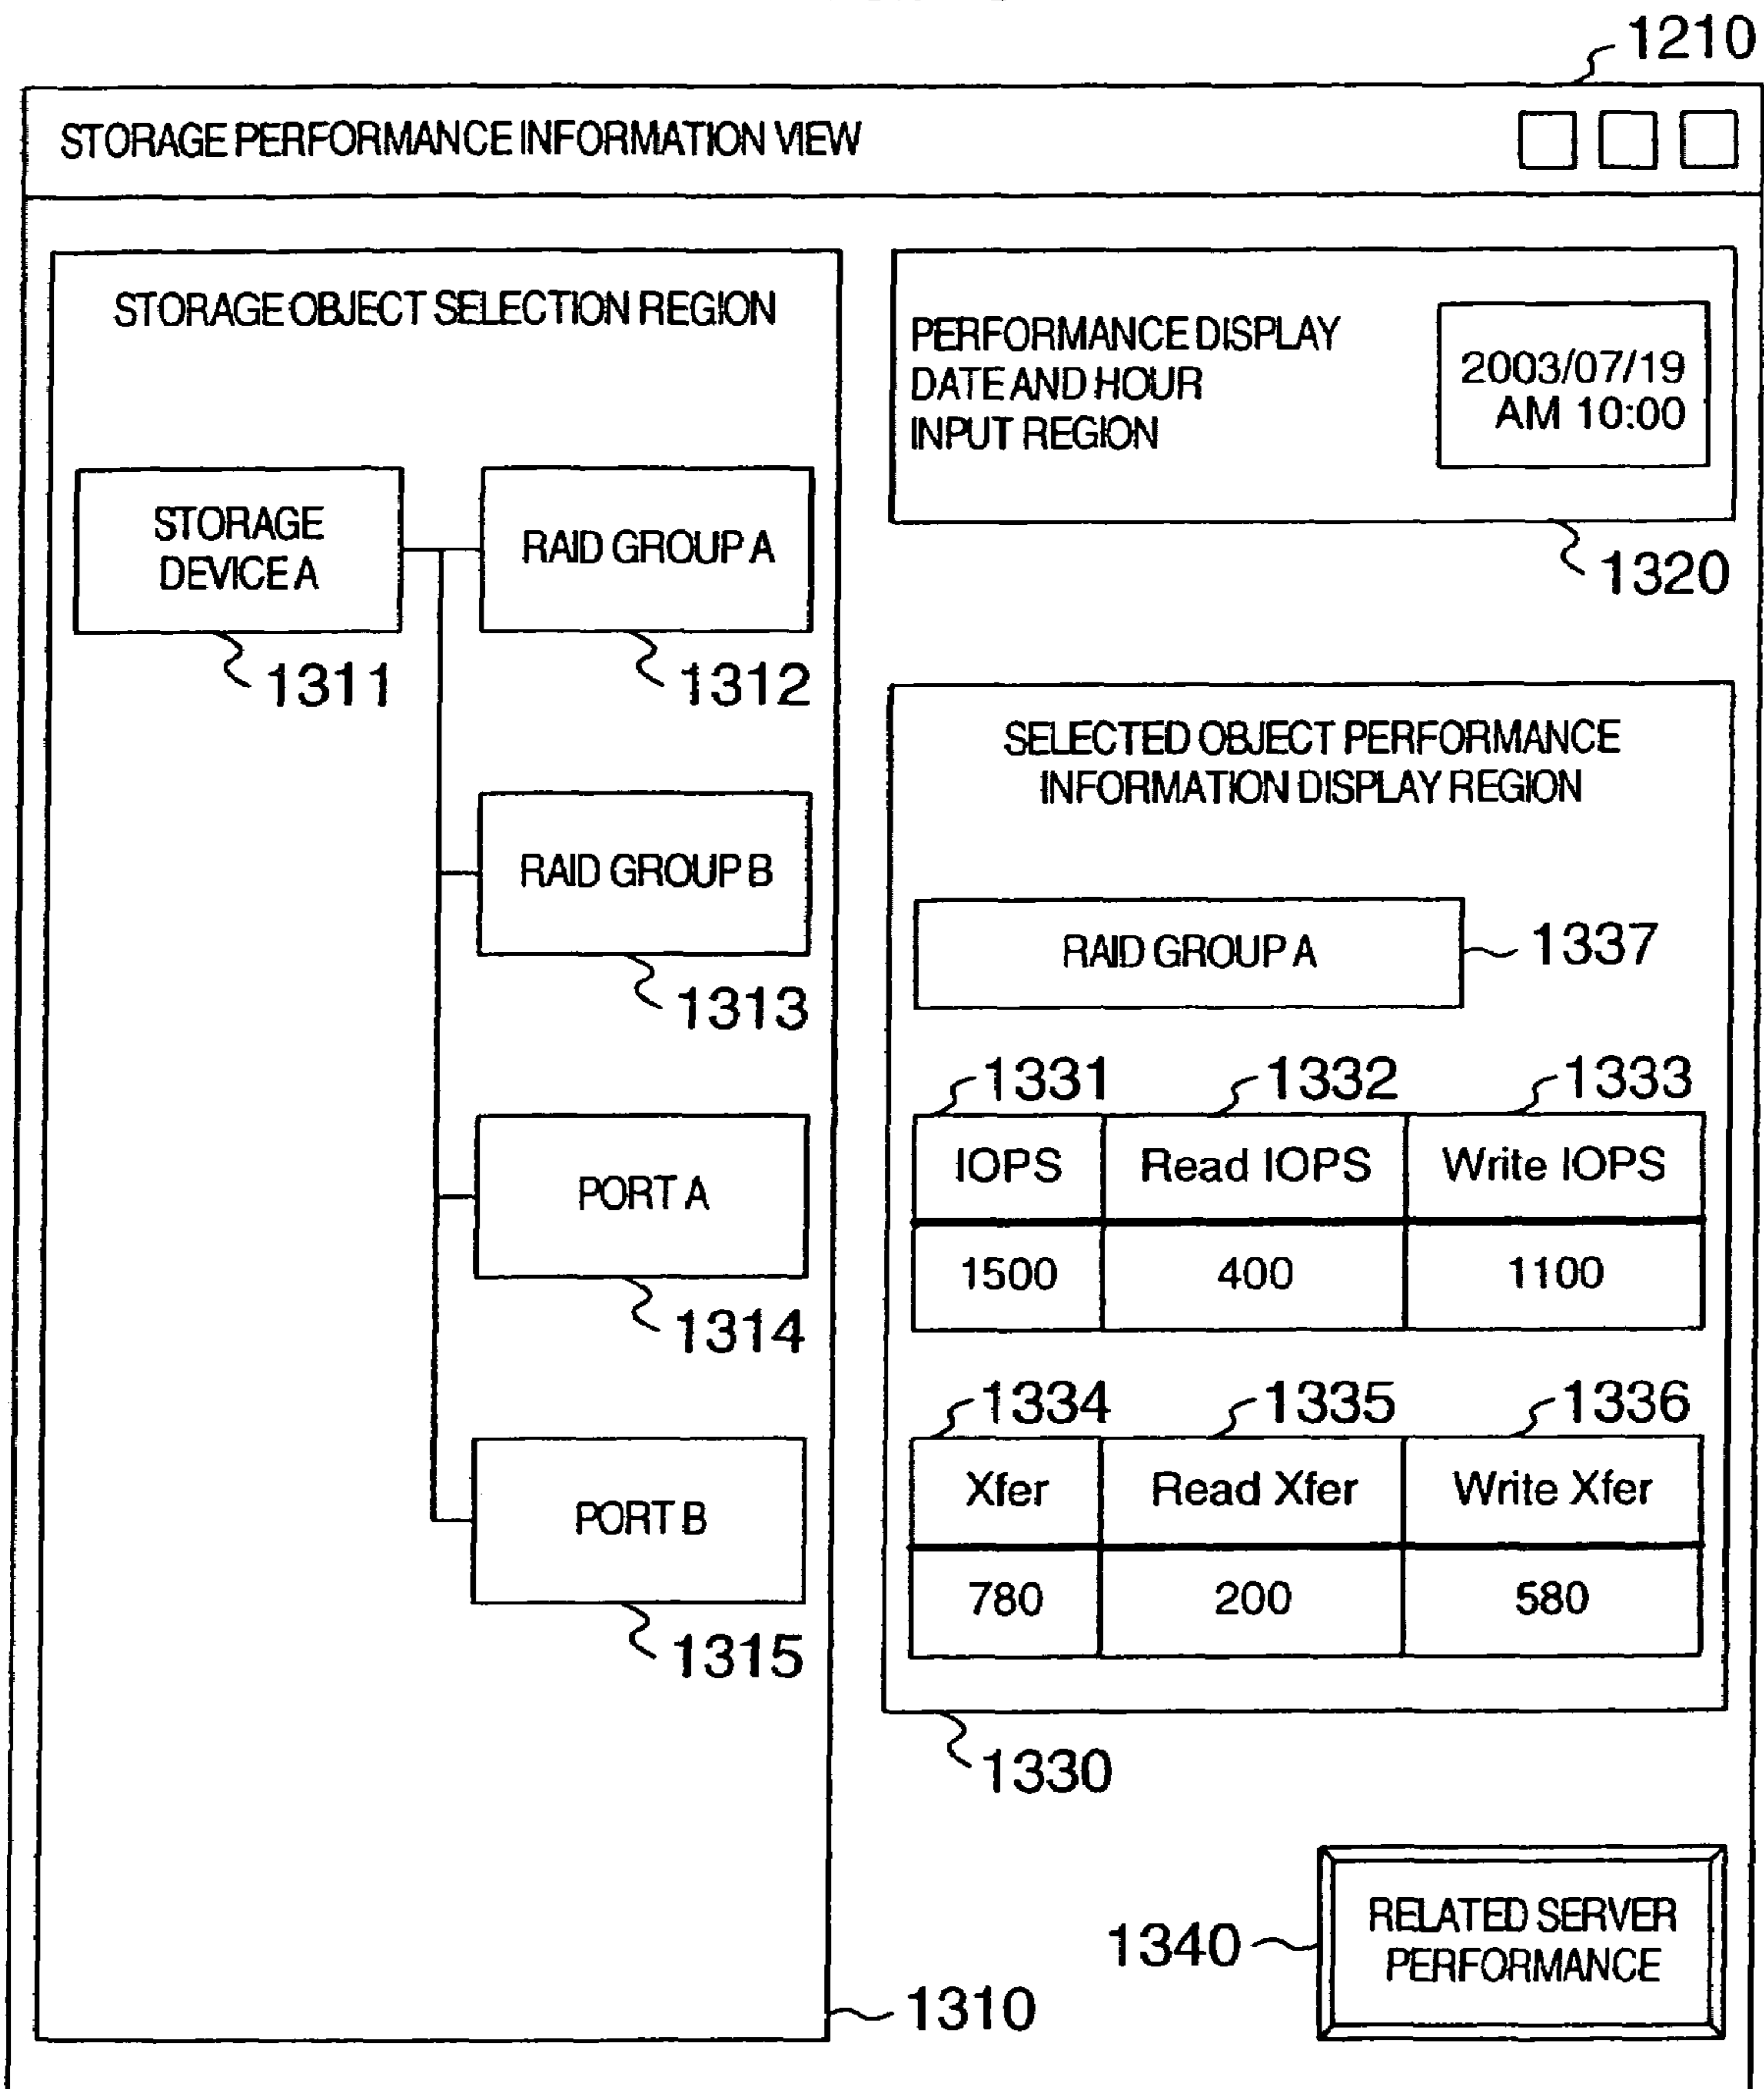 1210
STORAGE PERFORMANCE INFORMATION VIEW
STORAGE OBJECT SELECTION REGION
STORAGE
DEVICE A
1311
RAID GROUP A
1312
RAID GROUP B
1313
PORT A
1314
PORT B
1315
1310
PERFORMANCE DISPLAY
DATE AND HOUR
INPUT REGION
2003/07/19
AM 10:00
1320
SELECTED OBJECT PERFORMANCE
INFORMATION DISPLAY REGION
RAID GROUP A
1337
1331 1332 1333
IOPS Read IOPS Write IOPS
1500 400 1100
1334 1335 1336
Xfer Read Xfer Write Xfer
780 200 580
1330
1340
RELATED SERVER
PERFORMANCE